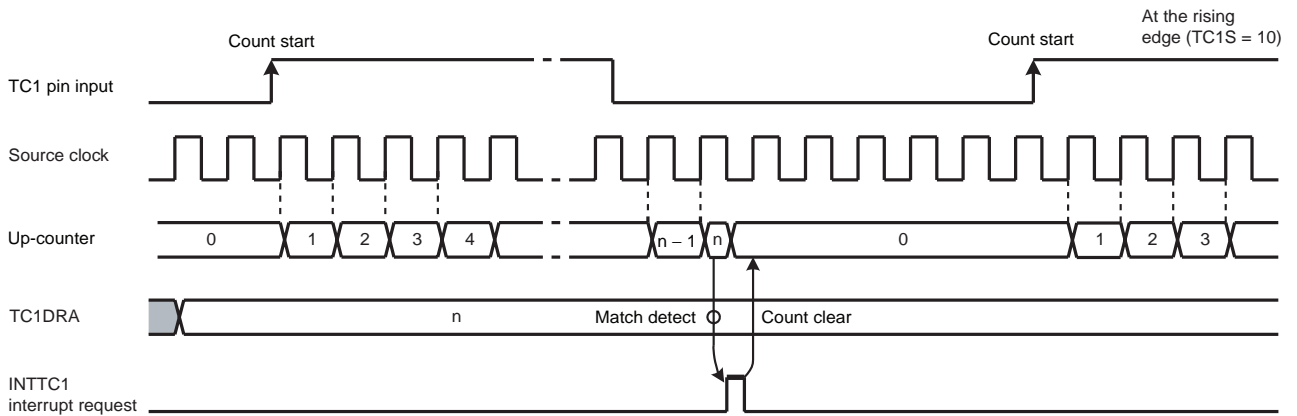 At the rising
edge (TC1S = 10)
Count start
Count start
TC1 pin input
Source clock
Up-counter
0 1 2 3 4 n − 1 n 0 1 2 3
TC1DRA
n
Match detect
Count clear
INTTC1
interrupt request